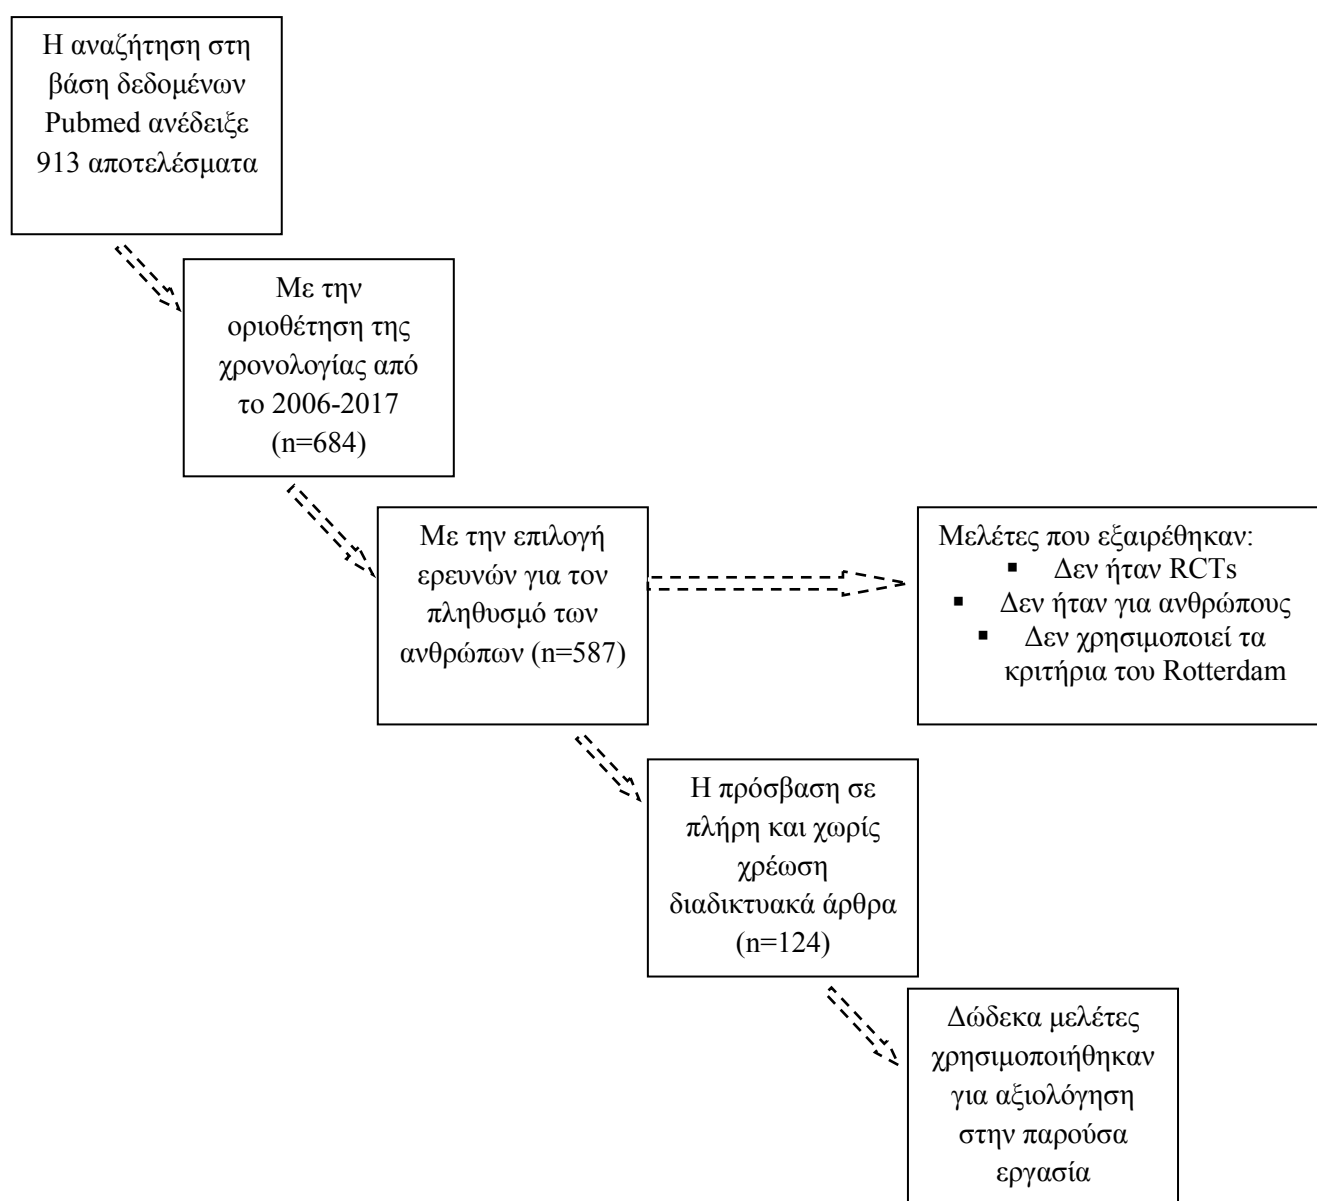 Η αναζήτηση στη
βάση δεδομένων
Pubmed ανέδειξε
913 αποτελέσματα
Με την
οριοθέτηση της
χρονολογίας από
το 2006-2017
(n=684)
Με την επιλογή
ερευνών για τον
πληθυσμό των
ανθρώπων (n=587)
Μελέτες που εξαιρέθηκαν:
▪ Δεν ήταν RCTs
▪ Δεν ήταν για ανθρώπους
▪ Δεν χρησιμοποιεί τα
κριτήρια του Rotterdam
Η πρόσβαση σε
πλήρη και χωρίς
χρέωση
διαδικτυακά άρθρα
(n=124)
Δώδεκα μελέτες
χρησιμοποιήθηκαν
για αξιολόγηση
στην παρούσα
εργασία